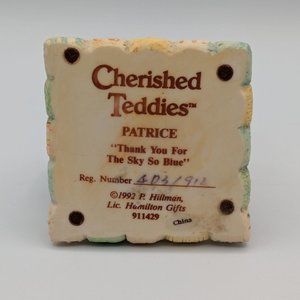 Cherished
Teddies™
PATRICE
"Thank You For
The Sky So Blue"
Reg. Number
©1992 P. Hillman,
Lic. Hamilton Gifts
911429
China